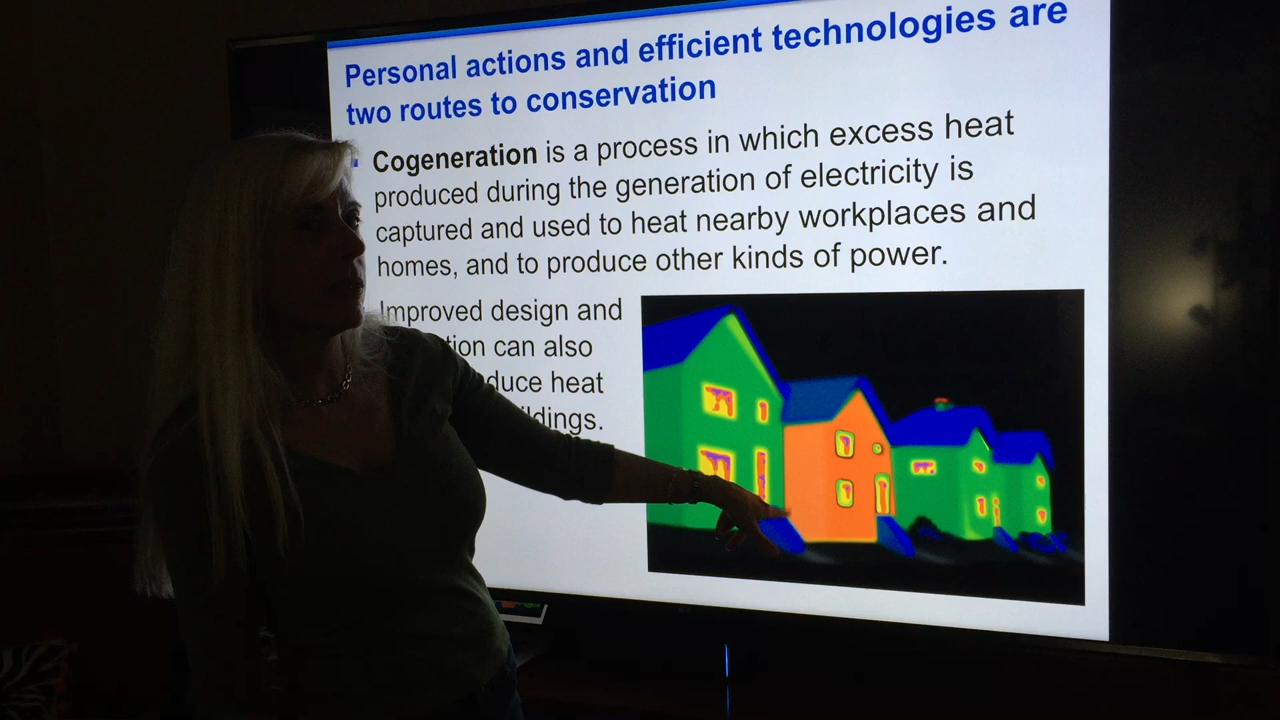 Personal actions and efficient technologies are
two routes to conservation
Cogeneration is a process in which excess heat
produced during the generation of electricity is
captured and used to heat nearby workplaces and
homes, and to produce other kinds of power.
Improved design and
can also
heat